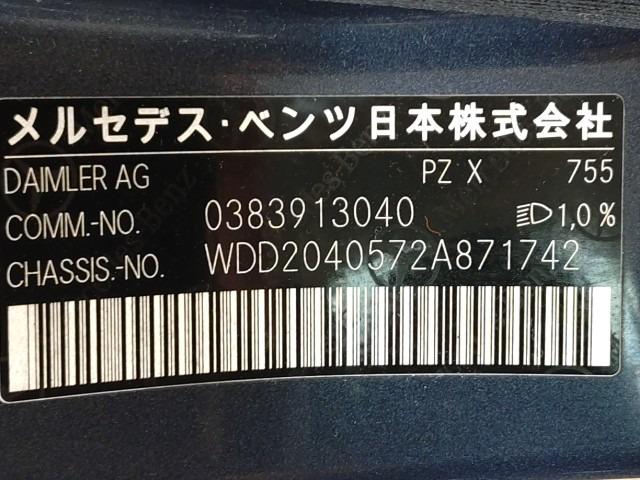 メルセデス・ベンツ日本株式会社
DAIMLER AG PZ X 755
COMM.-NO. 0383913040 1,0 %
CHASSIS.-NO. WDD2040572A871742